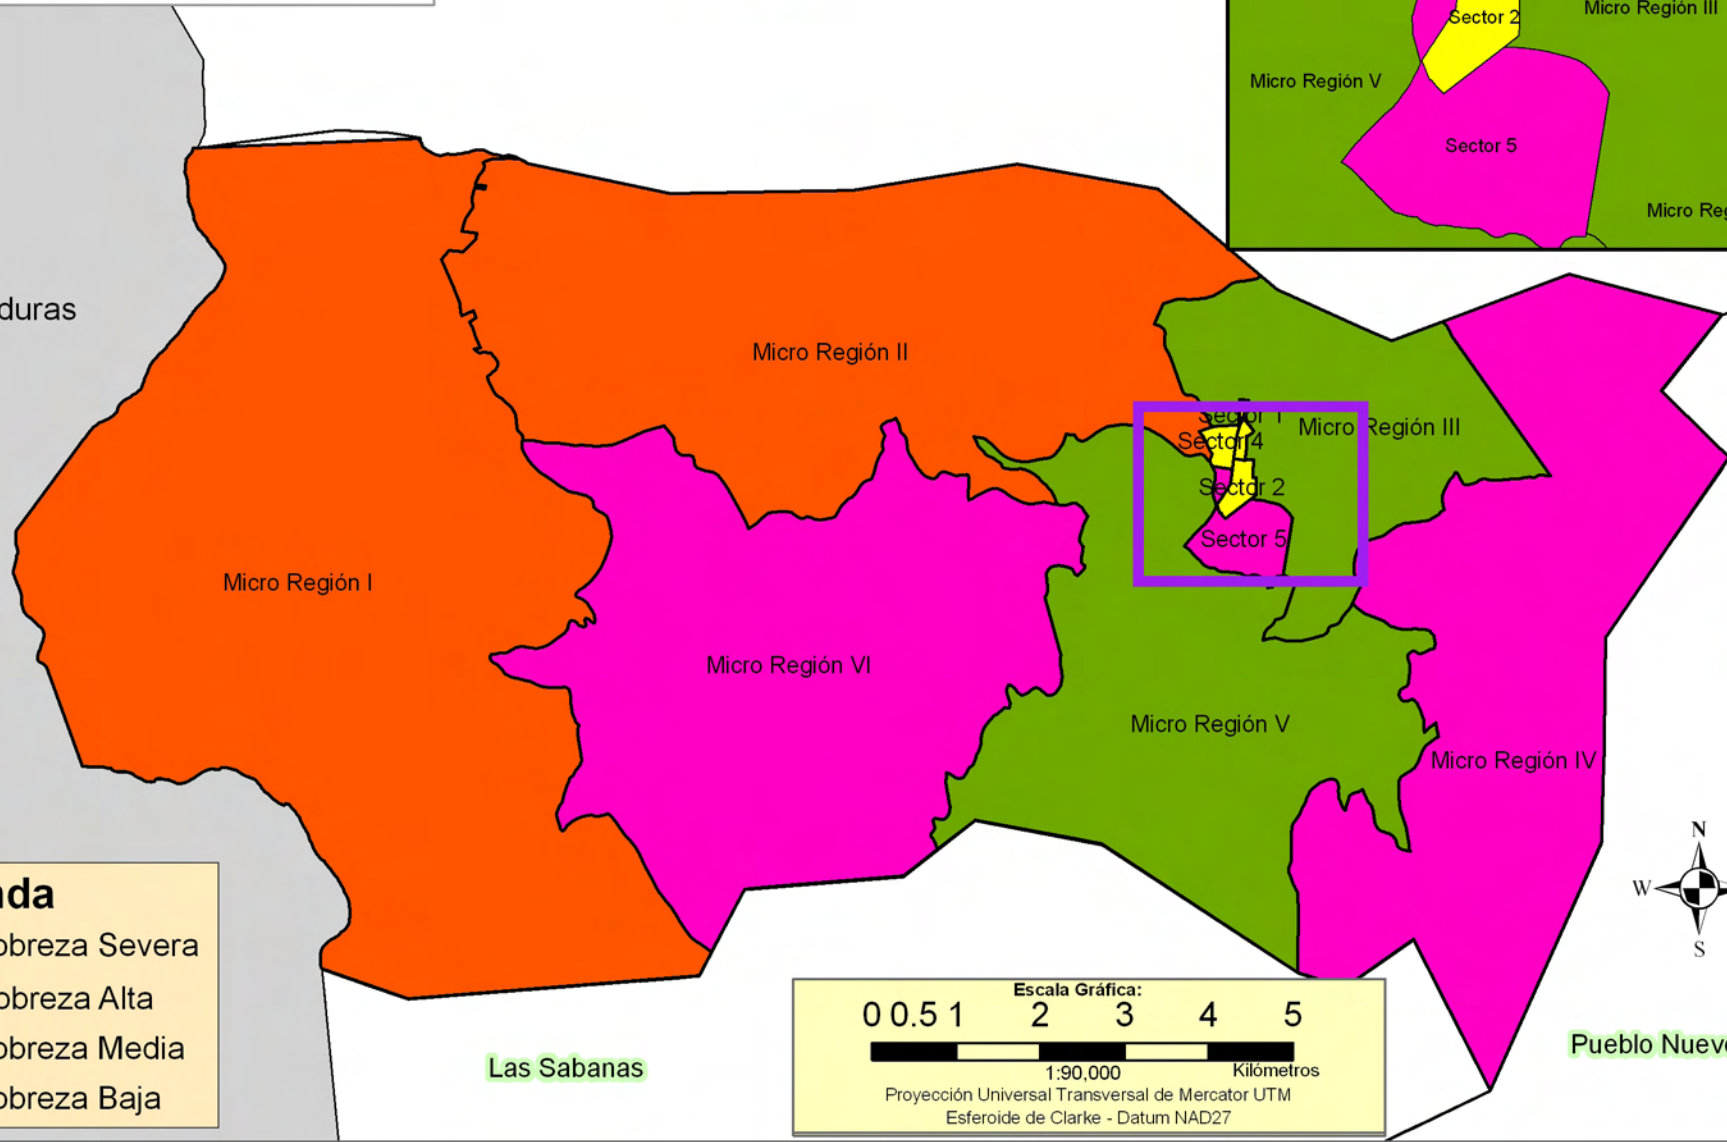 Sector 2
Micro Región III
Micro Región V
Sector 5
Micro Reg
duras
Micro Región II
Sector 1
Micro Región III
Sector 4
Sector 2
Sector 5
Micro Región I
Micro Región VI
Micro Región V
Micro Región IV
N
W
S
nda
obreza Severa
obreza Alta
obreza Media
obreza Baja
Las Sabanas
Escala Gráfica:
0 0.5 1 2 3 4 5
1:90,000 Kilómetros
Proyección Universal Transversal de Mercator UTM
Esferoide de Clarke - Datum NAD27
Pueblo Nuevo